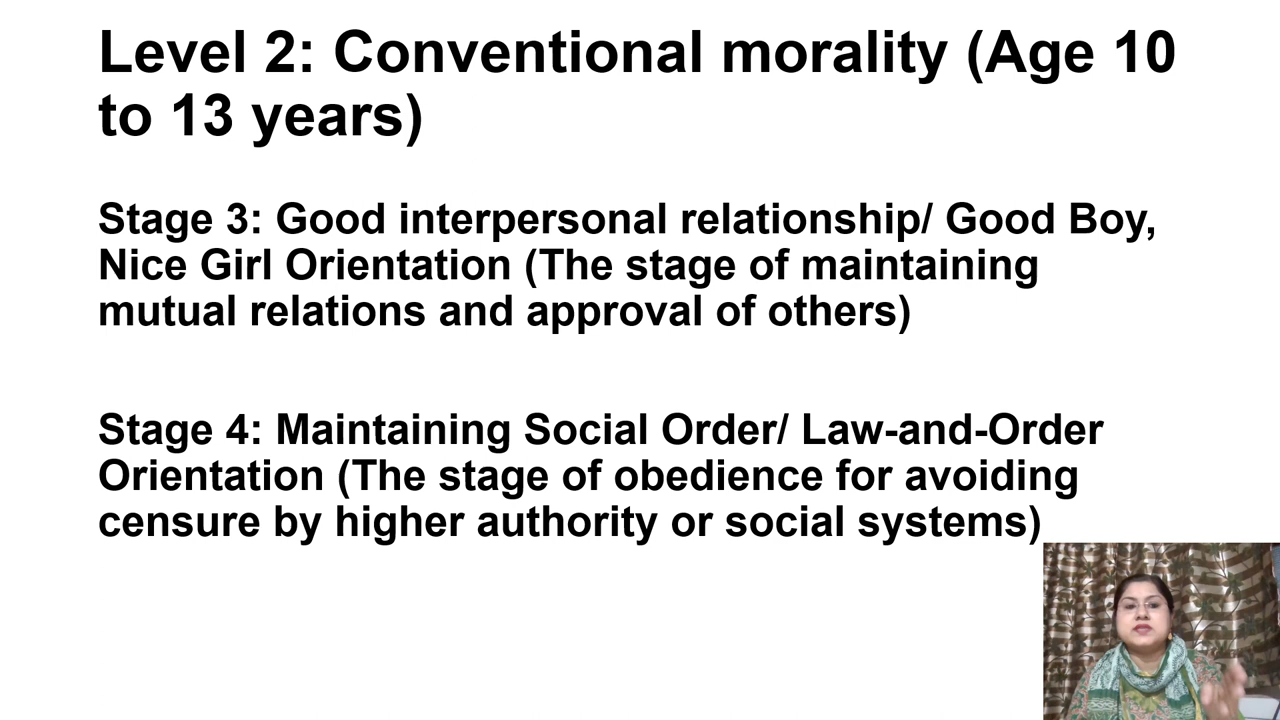 Level 2: Conventional morality (Age 10
to 13 years)
Stage 3: Good interpersonal relationship/ Good Boy,
Nice Girl Orientation (The stage of maintaining
mutual relations and approval of others)
Stage 4: Maintaining Social Order/ Law-and-Order
Orientation (The stage of obedience for avoiding
censure by higher authority or social systems)